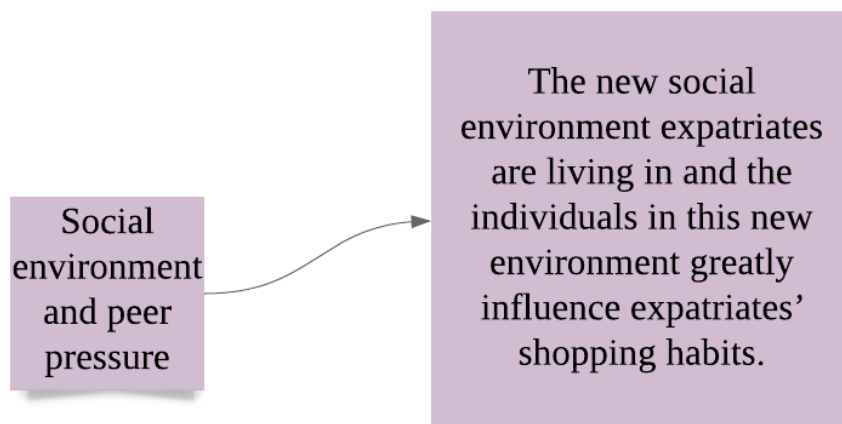 Social
environment
and peer
pressure
The new social
environment expatriates
are living in and the
individuals in this new
environment greatly
influence expatriates’
shopping habits.